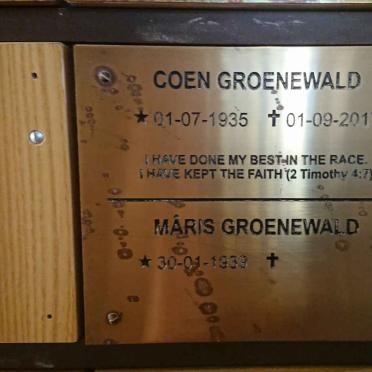 COEN GROENEWALD
★ 01-07-1935 ✝ 01-09-201
I HAVE DONE MY BEST IN THE RACE.
I HAVE KEPT THE FAITH (2 Timothy 4:7)
MÂRIS GROENEWALD
★ 30-01-1939 ✝